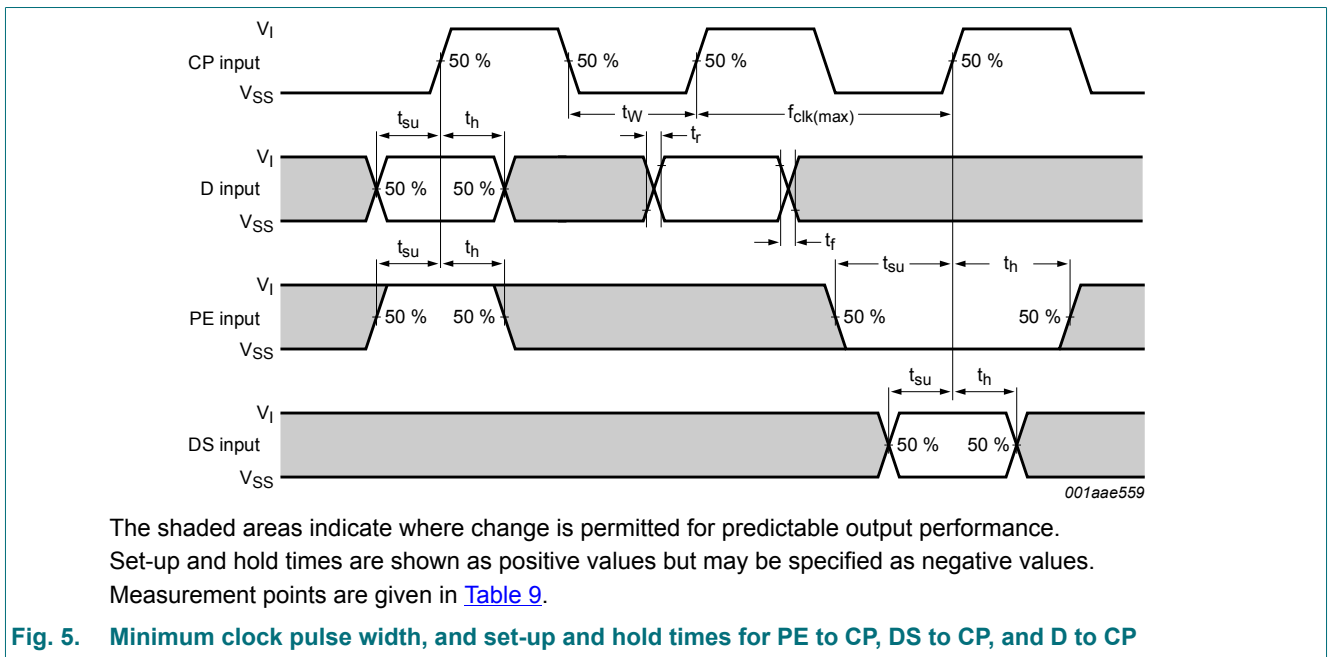 V_I
CP input
50 % 50 % 50 % 50 %
V_SS
t_su t_h t_W f_clk(max)
t_r
V_I
D input
50 % 50 %
V_SS
t_su t_h t_f
t_su t_h
V_I
PE input
50 % 50 % 50 % 50 %
V_SS
t_su t_h
V_I
DS input
50 % 50 %
V_SS
001aae559
The shaded areas indicate where change is permitted for predictable output performance.
Set-up and hold times are shown as positive values but may be specified as negative values.
Measurement points are given in Table 9.
Fig. 5. Minimum clock pulse width, and set-up and hold times for PE to CP, DS to CP, and D to CP